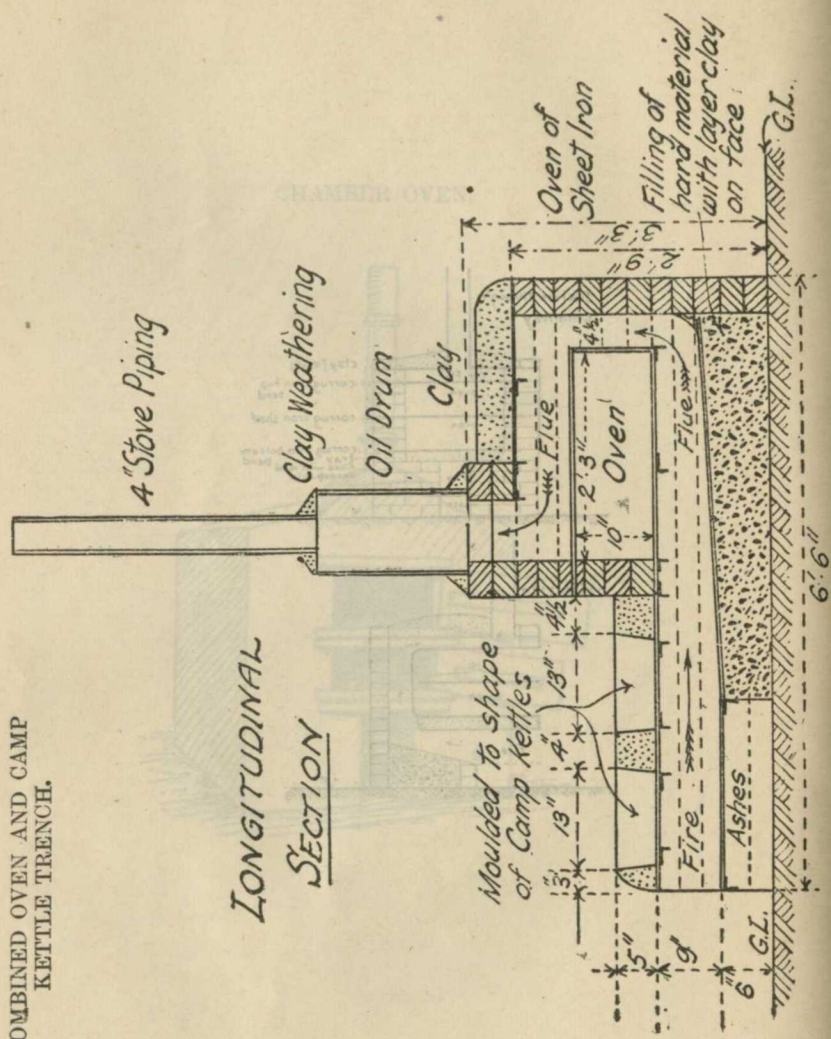 OMBINED OVEN AND CAMP
KETTLE TRENCH.
LONGITUDINAL
SECTION
4" Stove Piping
Clay Weathering
Oil Drum
Clay
Oven of
Sheet Iron
Filling of
hard material
with layer clay
on face.
G.L.
Moulded to shape
of Camp Kettles
3"
13"
4"
13"
4½"
Flue
2' 3"
4½"
10"
Oven
Flue
2' 9"
3' 3"
5"
9"
6"
Fire
Ashes
G.L.
6' 6"
CHAMBER OVEN.